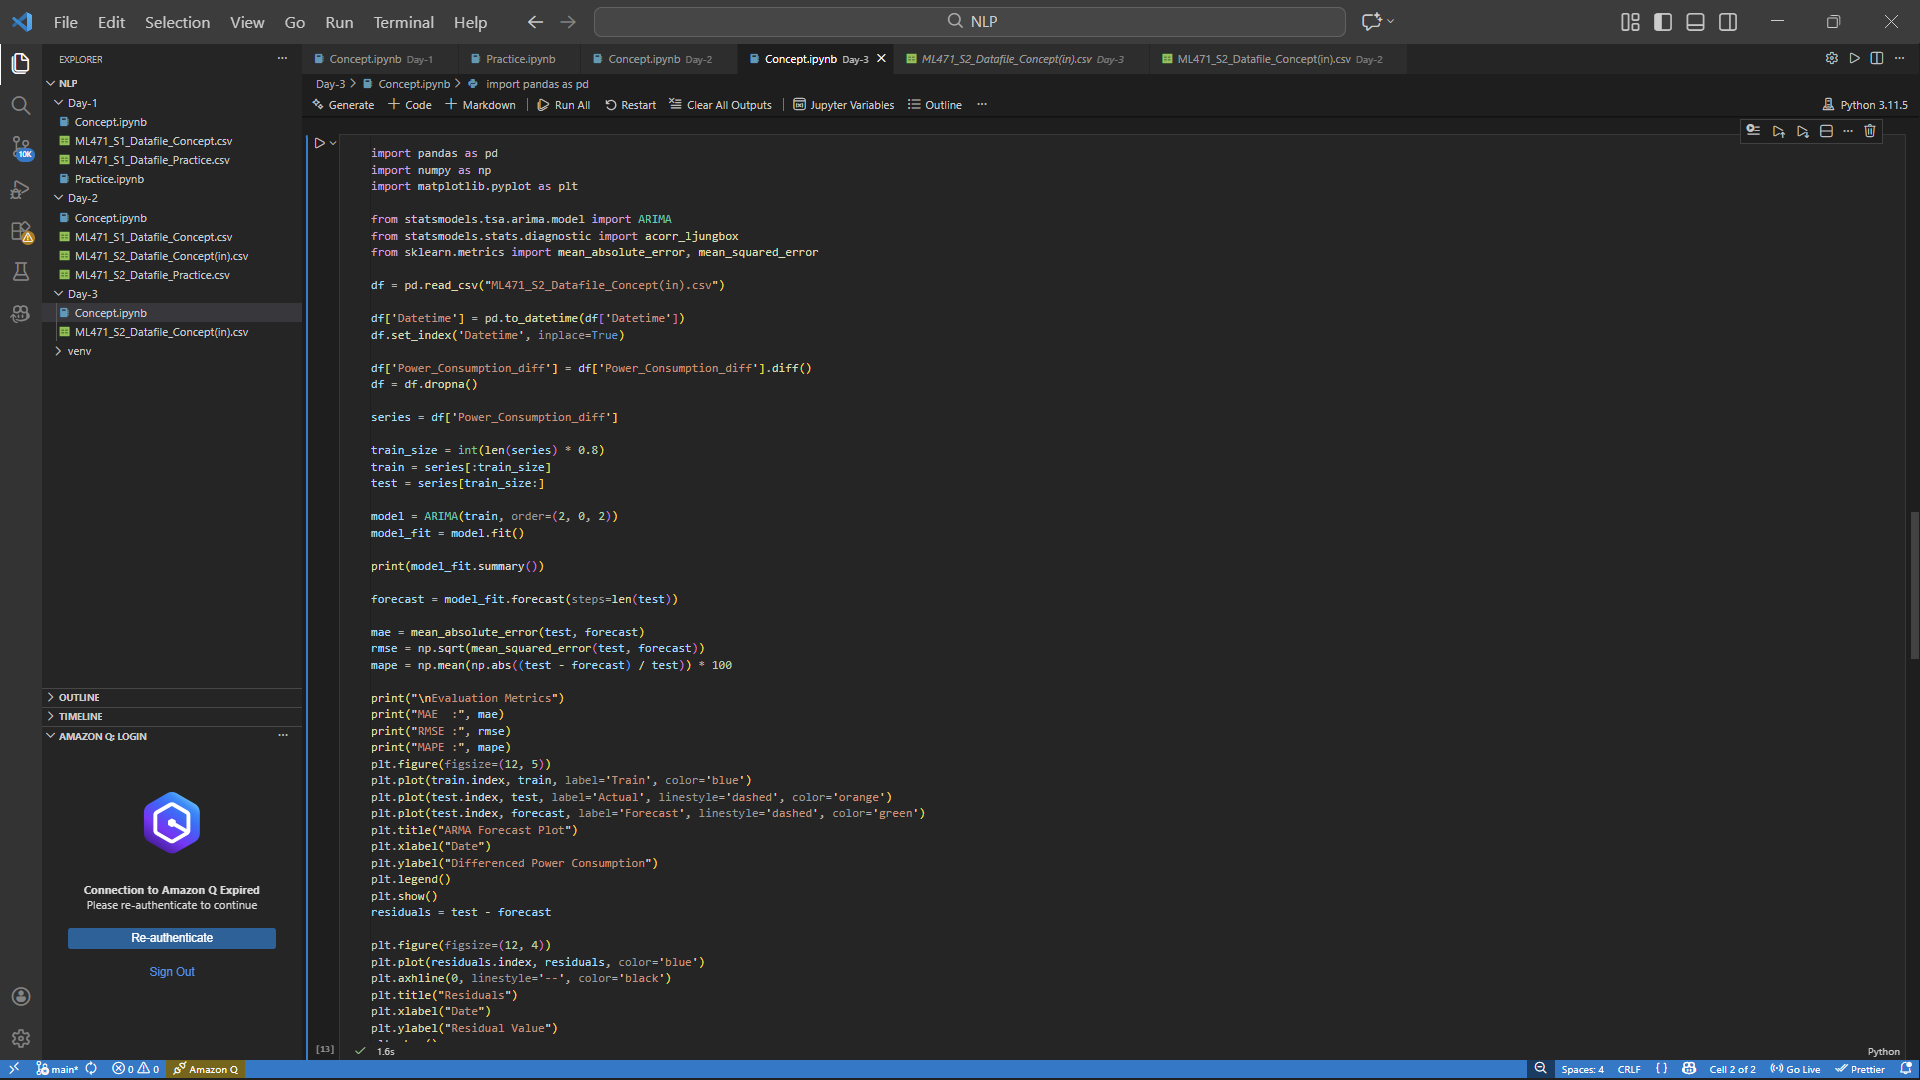 File Edit Selection View Go Run Terminal Help
NLP
EXPLORER
NLP
Day-1
Concept.ipynb
ML471_S1_Datafile_Concept.csv
ML471_S1_Datafile_Practice.csv
Practice.ipynb
Day-2
Concept.ipynb
ML471_S1_Datafile_Concept.csv
ML471_S2_Datafile_Concept(in).csv
ML471_S2_Datafile_Practice.csv
Day-3
Concept.ipynb
ML471_S2_Datafile_Concept(in).csv
venv
10K
OUTLINE
TIMELINE
AMAZON Q: LOGIN
Connection to Amazon Q Expired
Please re-authenticate to continue
Re-authenticate
Sign Out
Concept.ipynb Day-1 Practice.ipynb Concept.ipynb Day-2 Concept.ipynb Day-3 ML471_S2_Datafile_Concept(in).csv Day-3 ML471_S2_Datafile_Concept(in).csv Day-2
Day-3 > Concept.ipynb > import pandas as pd
Generate + Code + Markdown Run All Restart Clear All Outputs Jupyter Variables Outline ...
Python 3.11.5
import pandas as pd
import numpy as np
import matplotlib.pyplot as plt
from statsmodels.tsa.arima.model import ARIMA
from statsmodels.stats.diagnostic import acorr_ljungbox
from sklearn.metrics import mean_absolute_error, mean_squared_error
df = pd.read_csv("ML471_S2_Datafile_Concept(in).csv")
df['Datetime'] = pd.to_datetime(df['Datetime'])
df.set_index('Datetime', inplace=True)
df['Power_Consumption_diff'] = df['Power_Consumption_diff'].diff()
df = df.dropna()
series = df['Power_Consumption_diff']
train_size = int(len(series) * 0.8)
train = series[:train_size]
test = series[train_size:]
model = ARIMA(train, order=(2, 0, 2))
model_fit = model.fit()
print(model_fit.summary())
forecast = model_fit.forecast(steps=len(test))
mae = mean_absolute_error(test, forecast)
rmse = np.sqrt(mean_squared_error(test, forecast))
mape = np.mean(np.abs((test - forecast) / test)) * 100
print("\nEvaluation Metrics")
print("MAE  :", mae)
print("RMSE :", rmse)
print("MAPE :", mape)
plt.figure(figsize=(12, 5))
plt.plot(train.index, train, label='Train', color='blue')
plt.plot(test.index, test, label='Actual', linestyle='dashed', color='orange')
plt.plot(test.index, forecast, label='Forecast', linestyle='dashed', color='green')
plt.title("ARMA Forecast Plot")
plt.xlabel("Date")
plt.ylabel("Differenced Power Consumption")
plt.legend()
plt.show()
residuals = test - forecast
plt.figure(figsize=(12, 4))
plt.plot(residuals.index, residuals, color='blue')
plt.axhline(0, linestyle='--', color='black')
plt.title("Residuals")
plt.xlabel("Date")
plt.ylabel("Residual Value")
[13] 1.6s
Python
main* 0 0 Amazon Q
Spaces: 4 CRLF { } Cell 2 of 2 Go Live Prettier